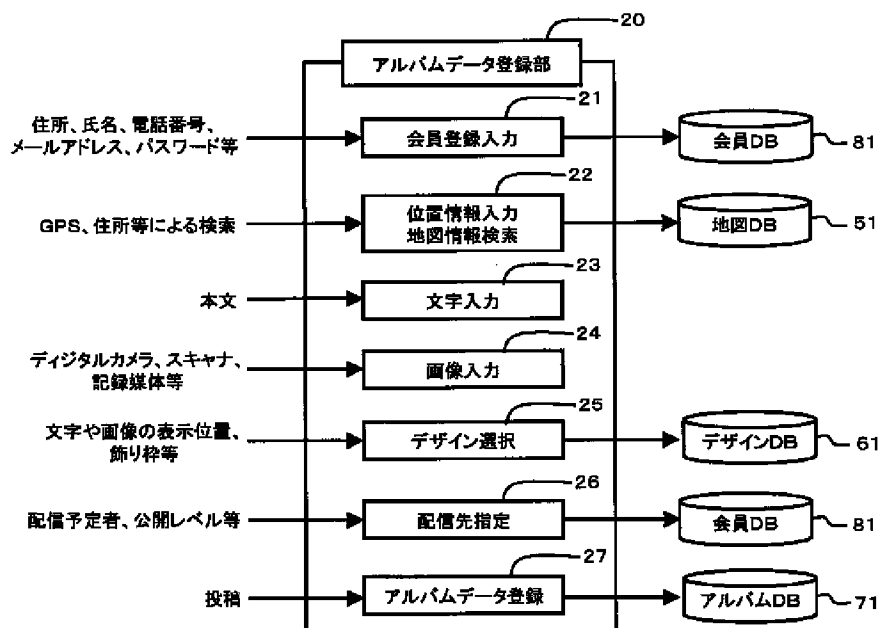 20
アルバムデータ登録部
21
住所、氏名、電話番号、
メールアドレス、パスワード等
会員登録入力
会員DB
81
22
GPS、住所等による検索
位置情報入力
地図情報検索
地図DB
51
23
本文
文字入力
24
ディジタルカメラ、スキャナ、
記録媒体等
画像入力
25
文字や画像の表示位置、
飾り枠等
デザイン選択
デザインDB
61
26
配信予定者、公開レベル等
配信先指定
会員DB
81
27
投稿
アルバムデータ登録
アルバムDB
71